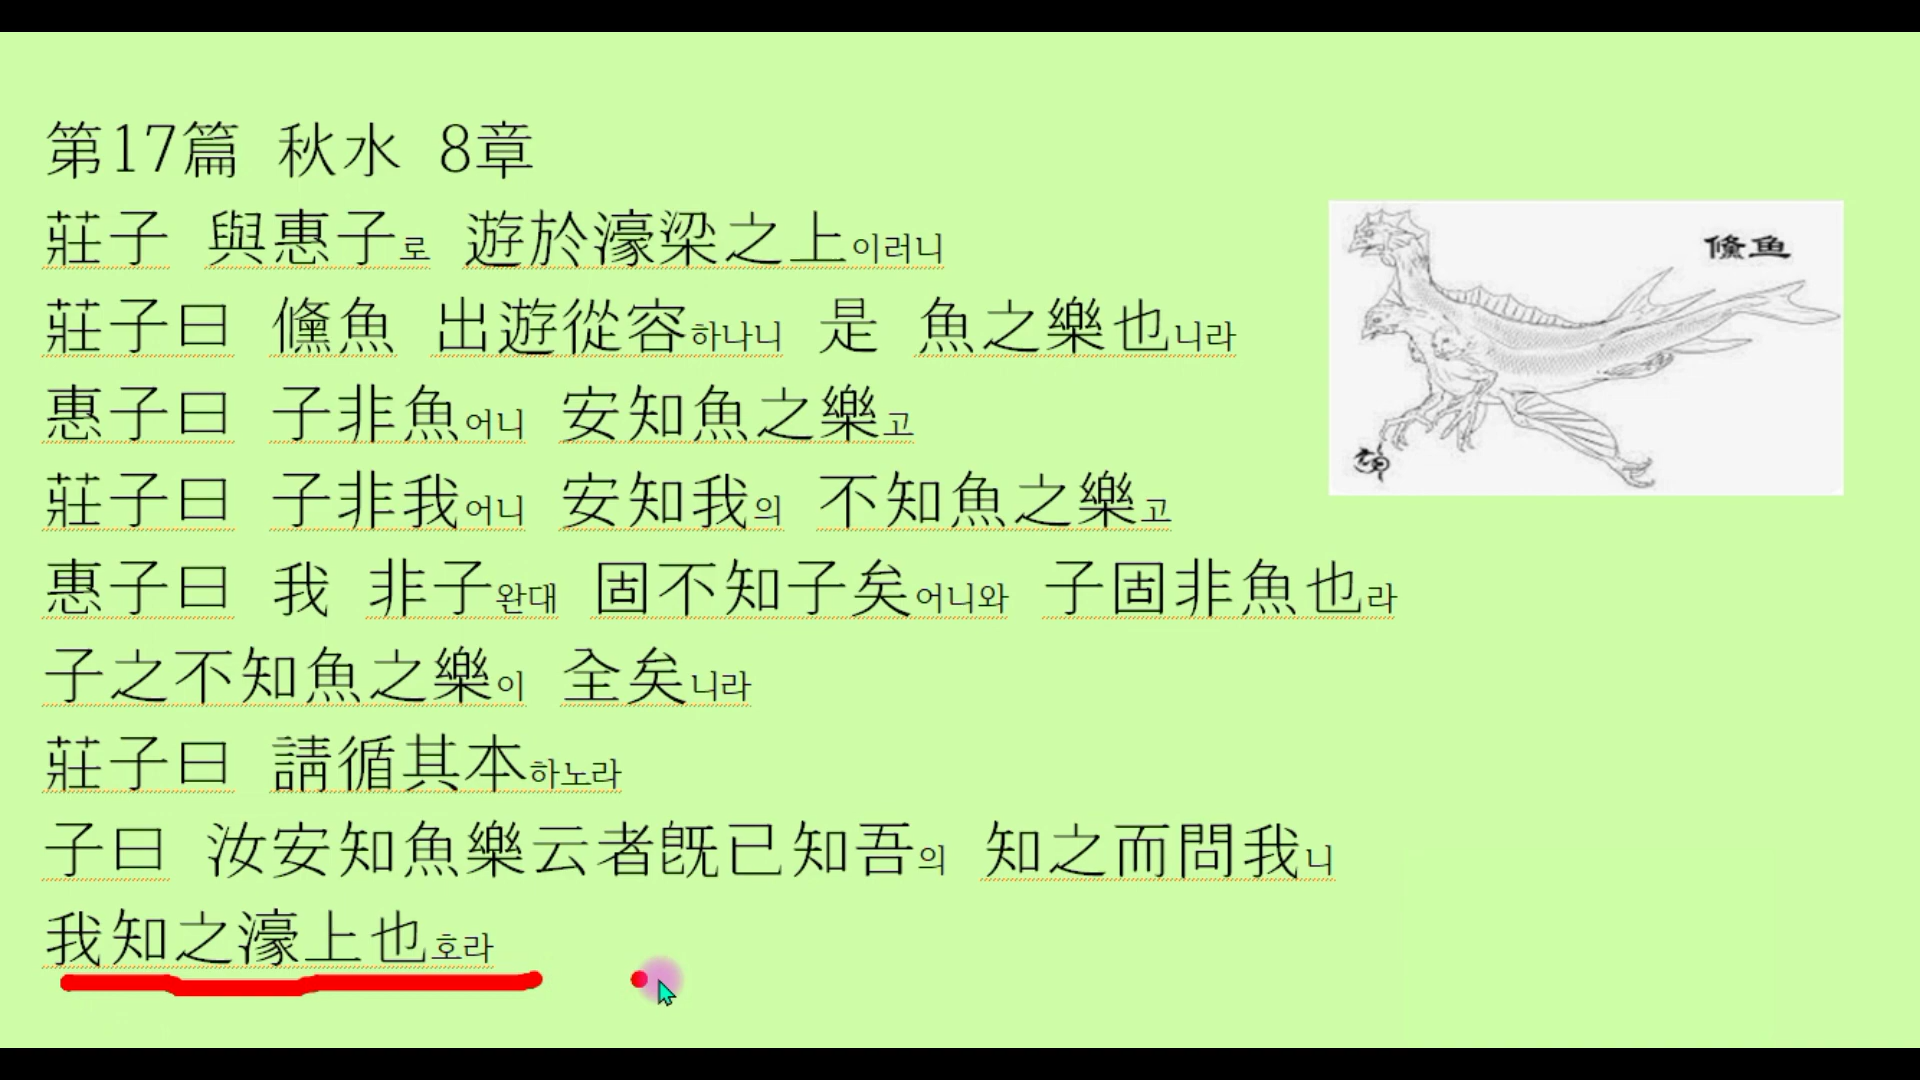 第17篇 秋水 8章
莊子 與惠子로 遊於濠梁之上이러니
莊子曰 鯈魚 出遊從容하나니 是 魚之樂也니라
惠子曰 子非魚어니 安知魚之樂고
莊子曰 子非我어니 安知我의 不知魚之樂고
惠子曰 我 非子완대 固不知子矣어니와 子固非魚也라
子之不知魚之樂이 全矣니라
莊子曰 請循其本하노라
子曰 汝安知魚樂云者旣已知吾의 知之而問我니
我知之濠上也호라
鯈鱼